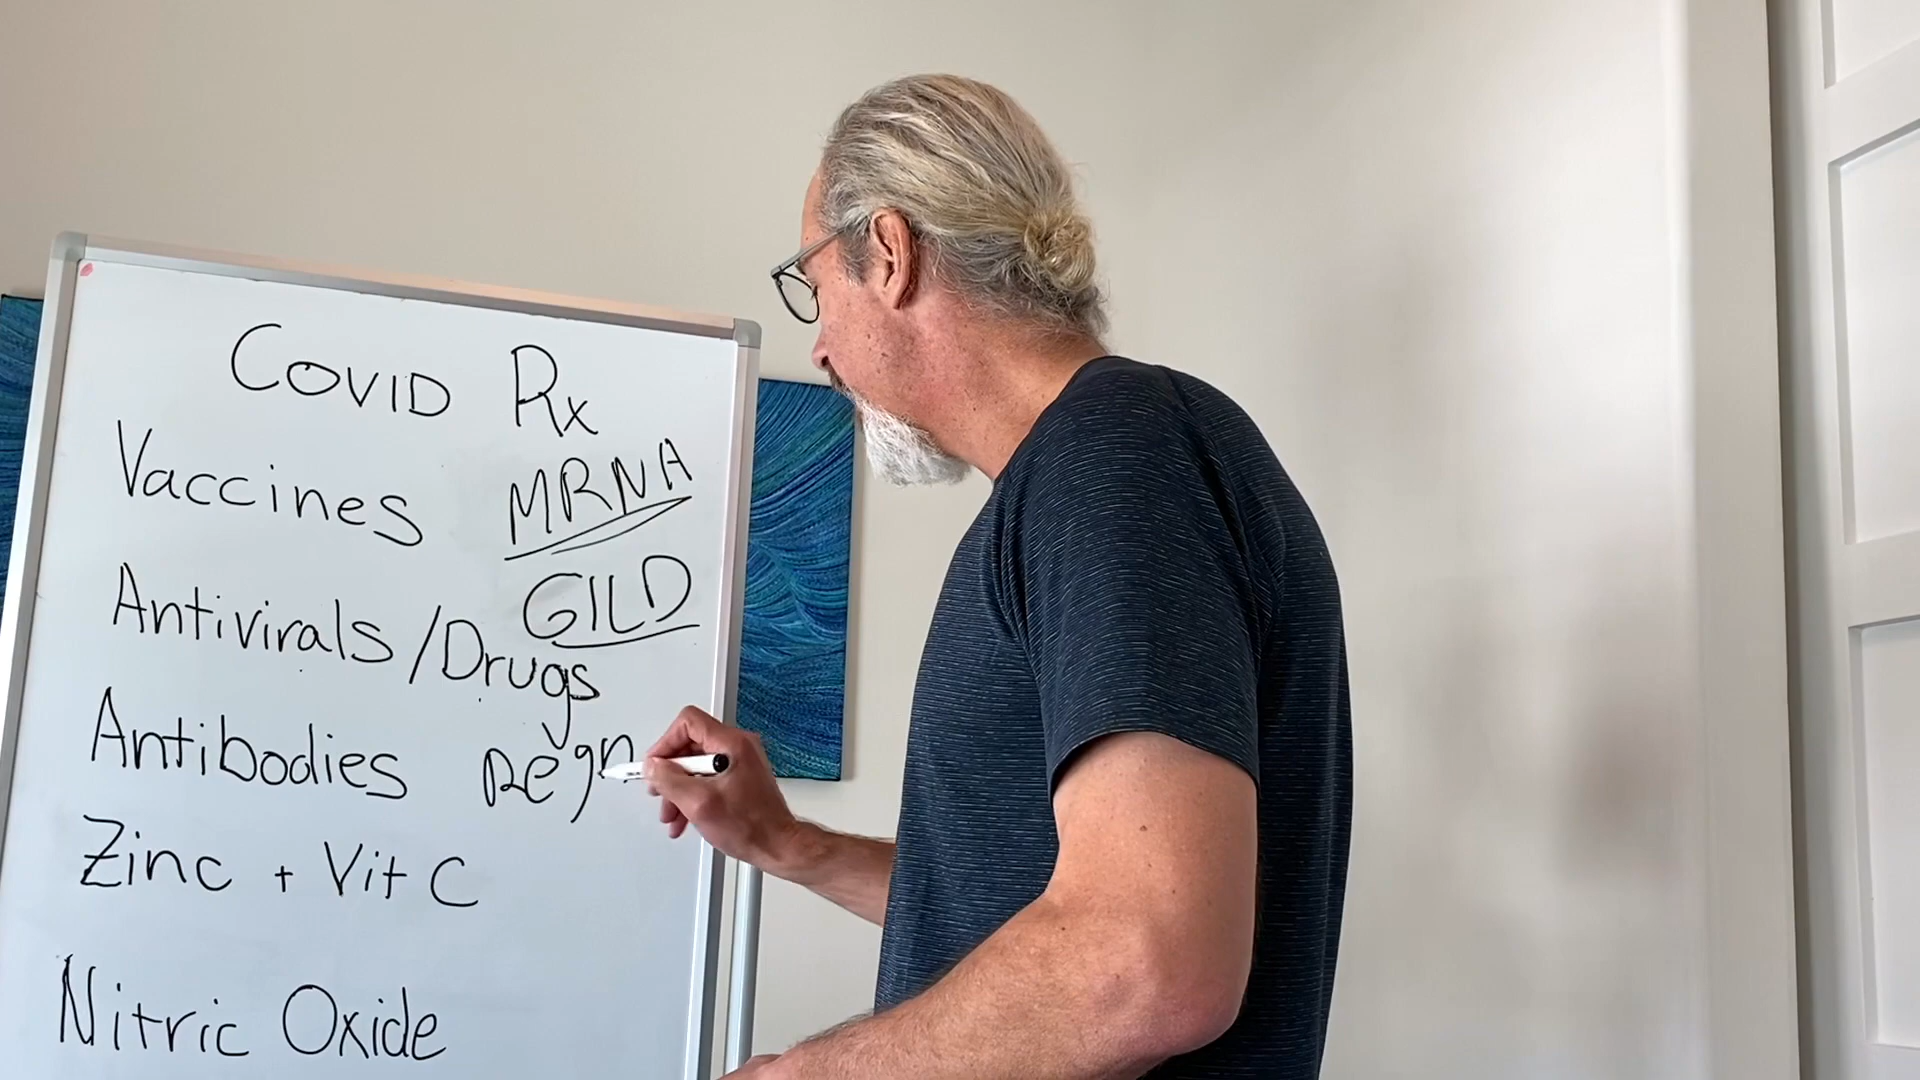 COVID Rx
Vaccines MRNA
Antivirals/Drugs GILD
Antibodies Regn
Zinc + Vit C
Nitric Oxide